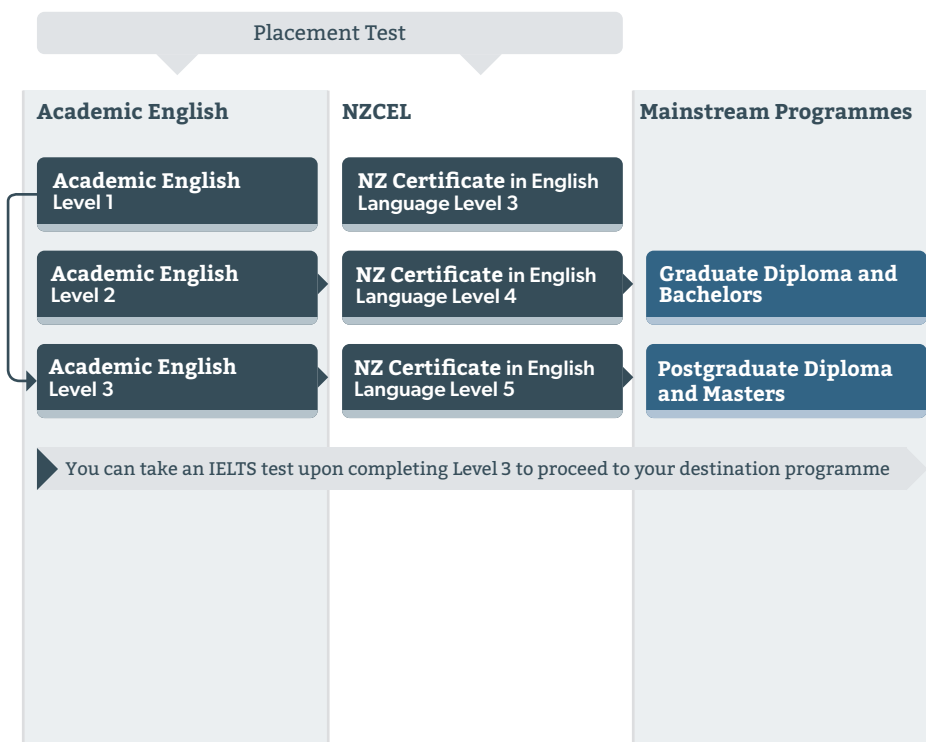 Placement Test
Academic English
NZCEL
Mainstream Programmes
Academic English
Level 1
NZ Certificate in English
Language Level 3
Academic English
Level 2
NZ Certificate in English
Language Level 4
Graduate Diploma and
Bachelors
Academic English
Level 3
NZ Certificate in English
Language Level 5
Postgraduate Diploma
and Masters
You can take an IELTS test upon completing Level 3 to proceed to your destination programme